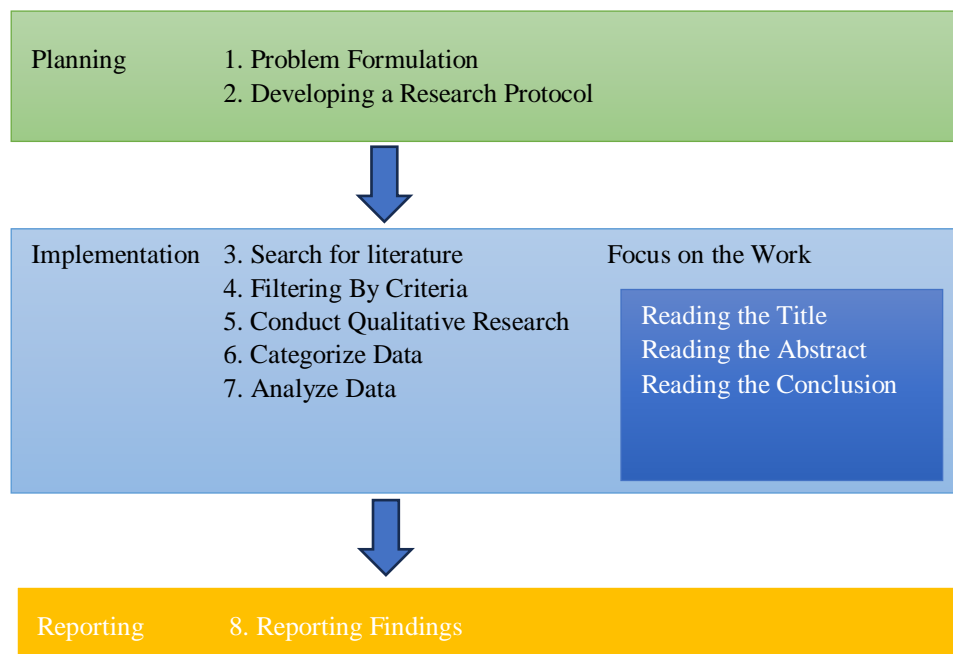 Planning 1. Problem Formulation
2. Developing a Research Protocol
Implementation 3. Search for literature Focus on the Work
4. Filtering By Criteria
5. Conduct Qualitative Research
6. Categorize Data
7. Analyze Data
Reading the Title
Reading the Abstract
Reading the Conclusion
Reporting 8. Reporting Findings